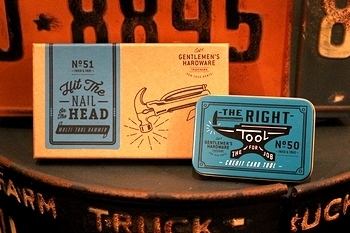 8895
Nº51
Hit The
NAIL
On The
HEAD
A
MULTI TOOL HAMMER
GENTLEMEN'S
HARDWARE
THE RIGHT
TOOL
THE FOR JOB
GENTLEMEN'S
HARDWARE
Nº50
CREDIT CARD TOOL
FARM TRUCK